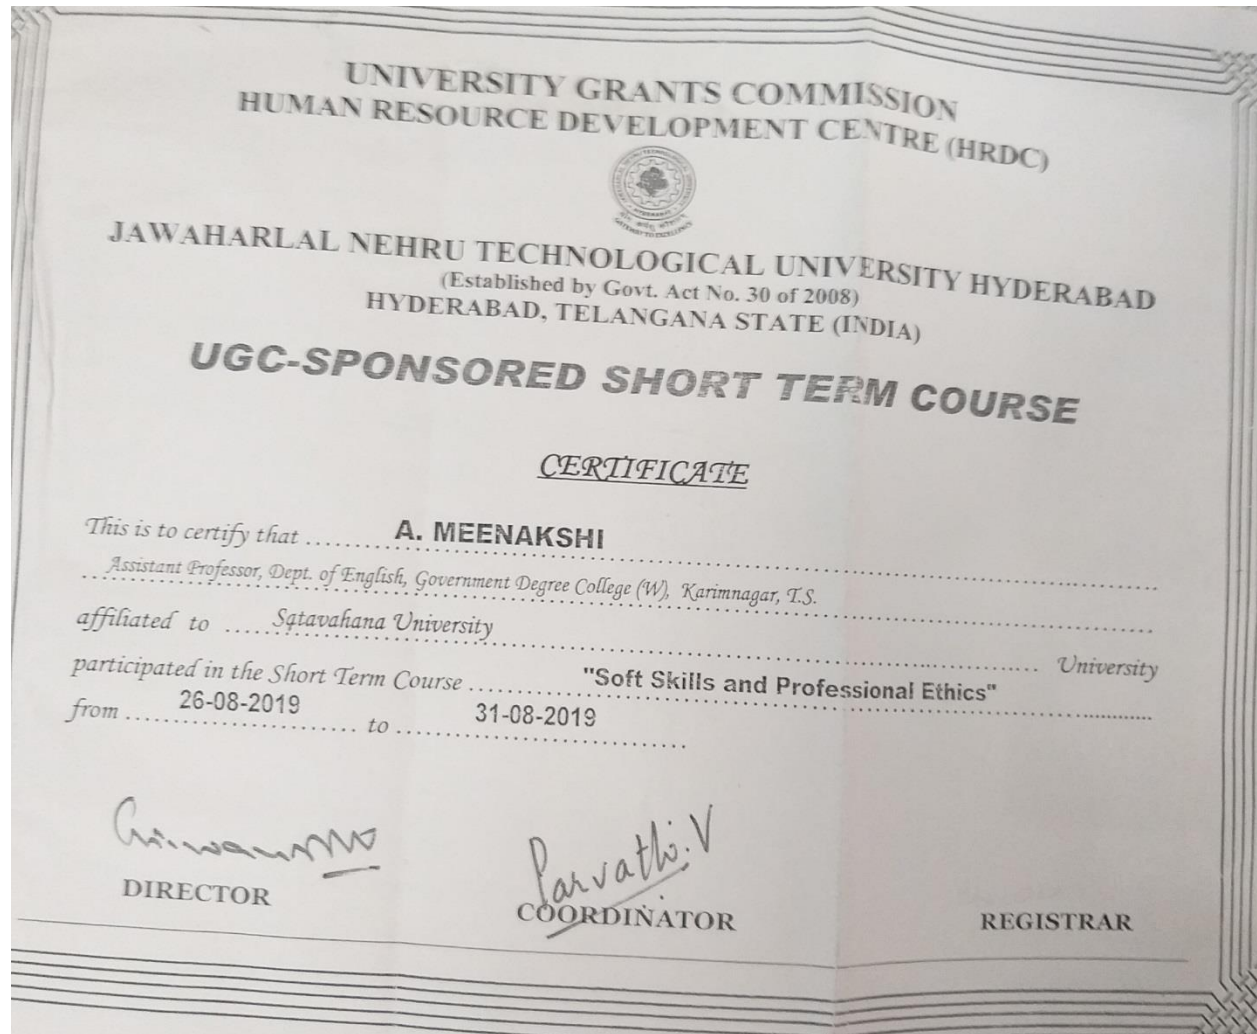 UNIVERSITY GRANTS COMMISSION
HUMAN RESOURCE DEVELOPMENT CENTRE (HRDC)
JAWAHARLAL NEHRU TECHNOLOGICAL UNIVERSITY HYDERABAD
(Established by Govt. Act No. 30 of 2008)
HYDERABAD, TELANGANA STATE (INDIA)
UGC-SPONSORED SHORT TERM COURSE
CERTIFICATE
This is to certify that A. MEENAKSHI
Assistant Professor, Dept. of English, Government Degree College (W), Karimnagar, T.S.
affiliated to Satavahana University University
participated in the Short Term Course "Soft Skills and Professional Ethics"
from 26-08-2019 to 31-08-2019
Parvathi.V
DIRECTOR COORDINATOR REGISTRAR